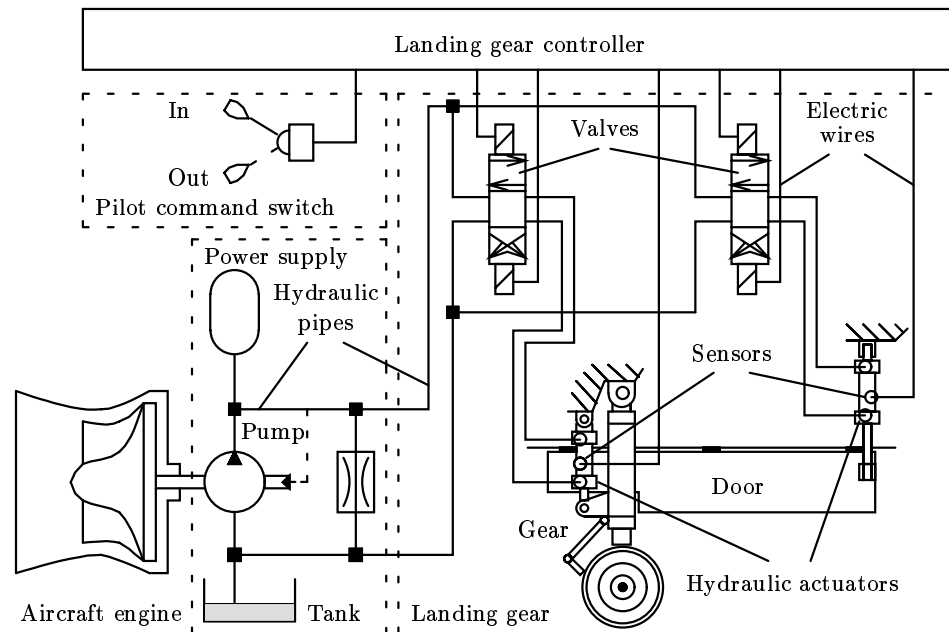 Landing gear controller
In
Out
Pilot command switch
Valves
Electric
wires
Power supply
Hydraulic
pipes
Sensors
Pump
Door
Gear
Hydraulic actuators
Aircraft engine
Tank
Landing gear